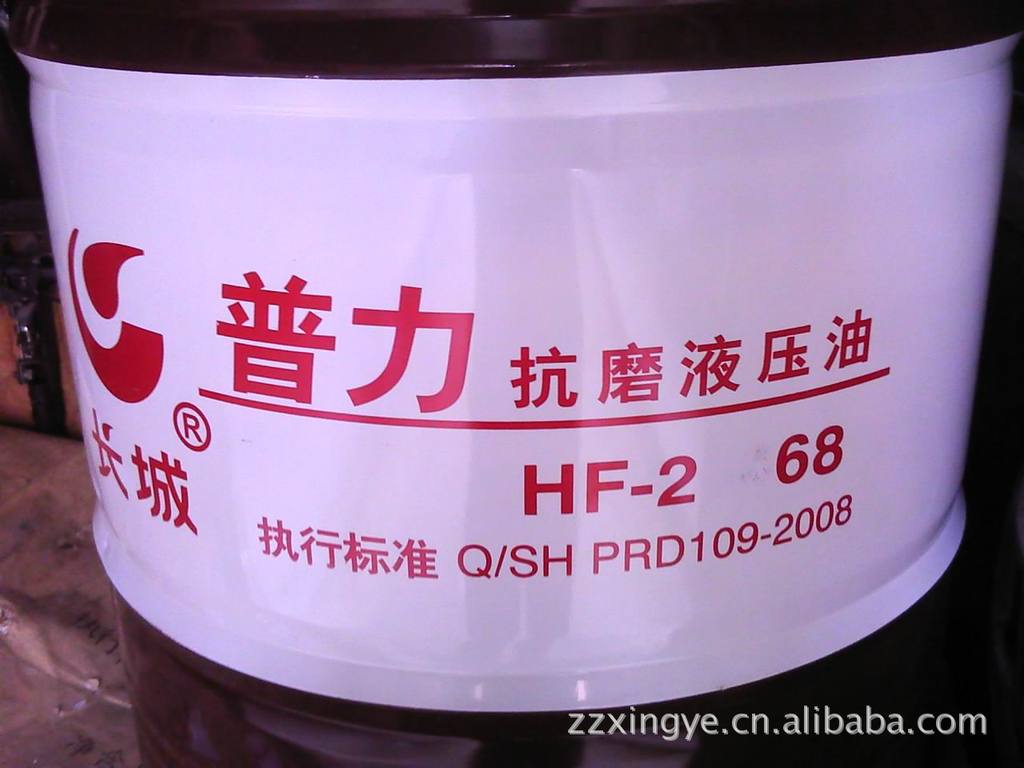 普力 抗磨液压油
长城®
HF-2 68
执行标准 Q/SH PRD109-2008
zzxingye.cn.alibaba.com